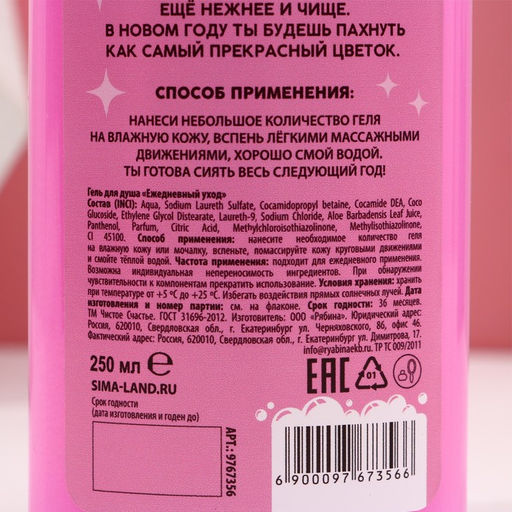 ЕЩЁ НЕЖНЕЕ И ЧИЩЕ.
В НОВОМ ГОДУ ТЫ БУДЕШЬ ПАХНУТЬ
КАК САМЫЙ ПРЕКРАСНЫЙ ЦВЕТОК.
СПОСОБ ПРИМЕНЕНИЯ:
НАНЕСИ НЕБОЛЬШОЕ КОЛИЧЕСТВО ГЕЛЯ
НА ВЛАЖНУЮ КОЖУ, ВСПЕНЬ ЛЁГКИМИ МАССАЖНЫМИ
ДВИЖЕНИЯМИ, ХОРОШО СМОЙ ВОДОЙ.
ТЫ ГОТОВА СИЯТЬ ВЕСЬ СЛЕДУЮЩИЙ ГОД!
Гель для душа «Ежедневный уход»
Состав (INCI): Aqua, Sodium Laureth Sulfate, Cocamidopropyl betaine, Cocamide DEA, Coco
Glucoside, Ethylene Glycol Distearate, Laureth-9, Sodium Chloride, Aloe Barbadensis Leaf Juice,
Panthenol, Parfum, Citric Acid, Methylchloroisothiazolinone, Methylisothiazolinone,
CI 45100. Способ применения: нанесите необходимое количество геля
на влажную кожу или мочалку, вспеньте, помассируйте кожу круговыми движениями
и смойте тёплой водой. Частота применения: подходит для ежедневного применения.
Возможна индивидуальная непереносимость ингредиентов. При обнаружении
чувствительности к компонентам прекратить использование. Условия хранения: хранить
при температуре от +5 °С до +25 °С. Избегать воздействия прямых солнечных лучей. Дата
изготовления и номер партии: см. на флаконе. Срок годности: 36 месяцев.
ТМ Счастье Счастье. ГОСТ 31696-2012. Изготовитель: ООО «Рябина». Юридический адрес:
Россия, 620010, Свердловская обл., г. Екатеринбург ул. Черняховского, 86, офис 46.
Фактический адрес: Россия, 620010, Свердловская обл., г. Екатеринбург ул. Димитрова, 17.
info@ryabinaekb.ru ТР ТС 009/2011
250 мл е
SIMA-LAND.RU
Срок годности
(дата изготовления и годен до)
EAC
01
АРТ.: 9767356
6 900097 673566